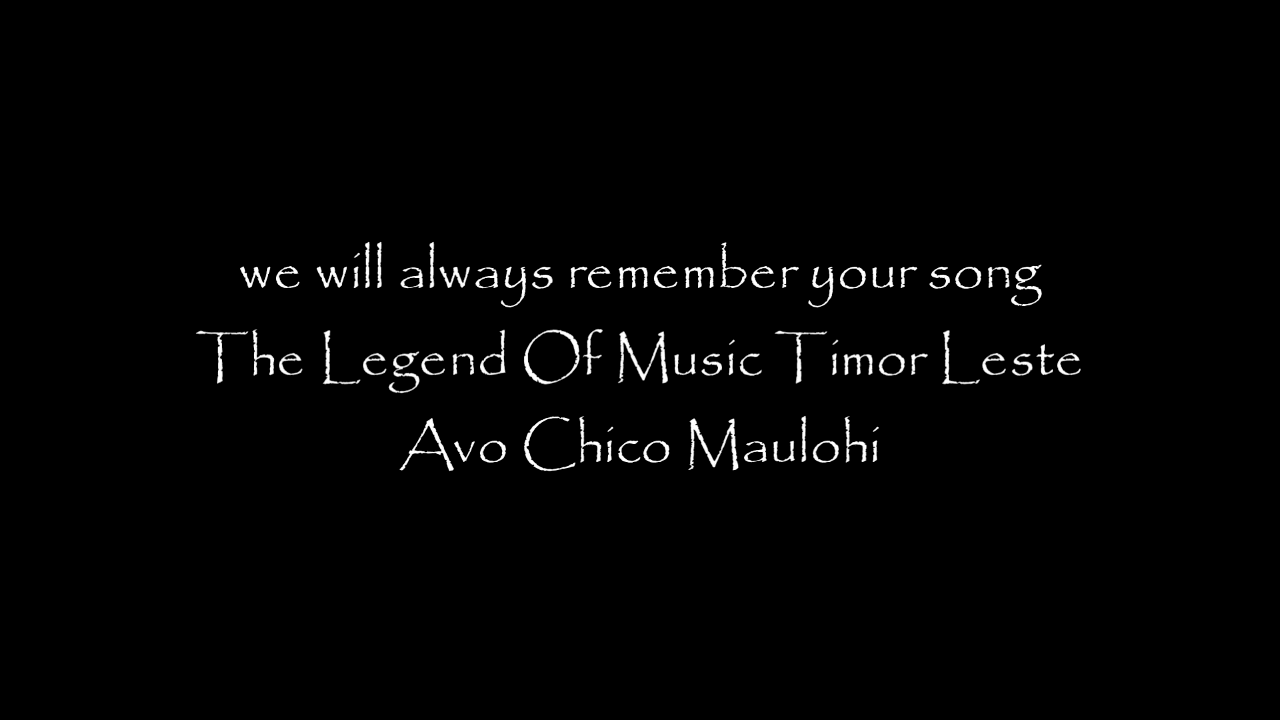 we will always remember your song
The Legend Of Music Timor Leste
Avo Chico Maulohi